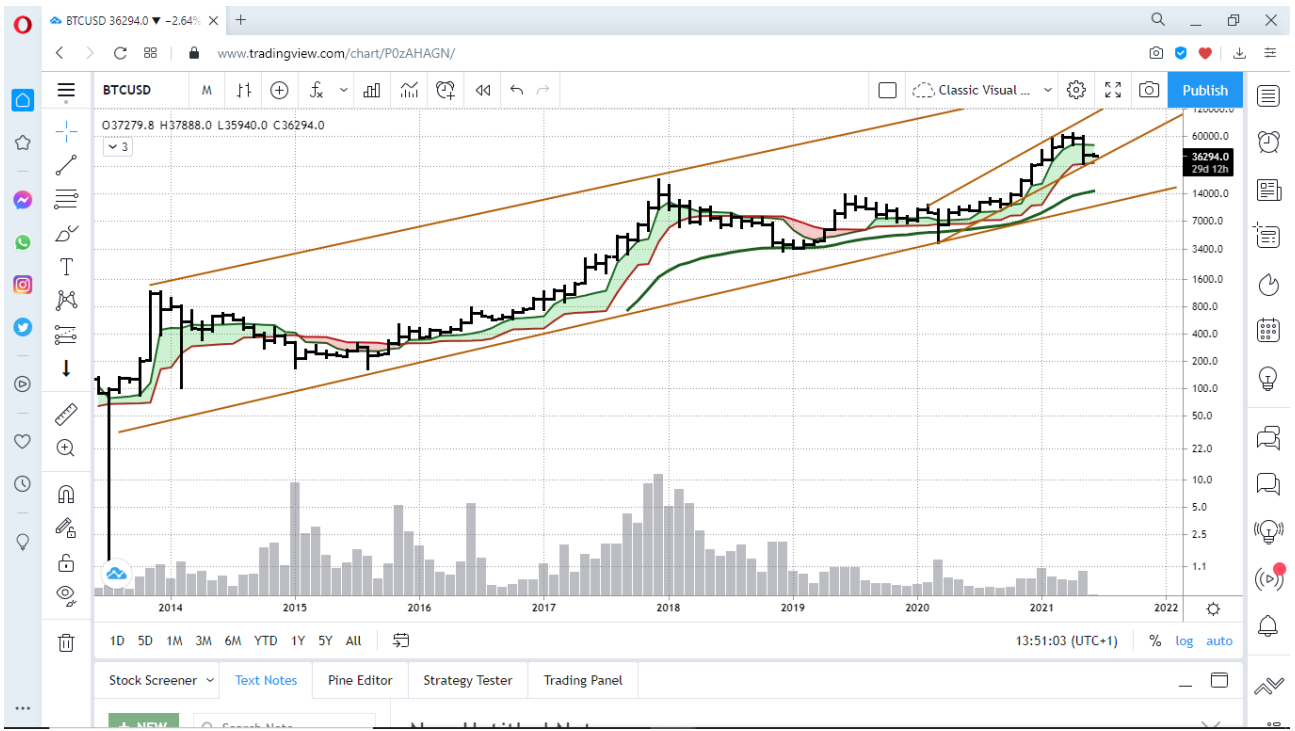 BTCUSD 36294.0 ▼ −2.64%
www.tradingview.com/chart/P0zAHAGN/
BTCUSD M Classic Visual ... Publish
O37279.8 H37888.0 L35940.0 C36294.0
3
120000.0
60000.0
36294.0
29d 12h
14000.0
7000.0
3400.0
1600.0
800.0
400.0
200.0
100.0
50.0
22.0
10.0
5.0
2.5
1.1
2014 2015 2016 2017 2018 2019 2020 2021 2022
1D 5D 1M 3M 6M YTD 1Y 5Y All 13:51:03 (UTC+1) % log auto
Stock Screener Text Notes Pine Editor Strategy Tester Trading Panel
+ NEW Search Note